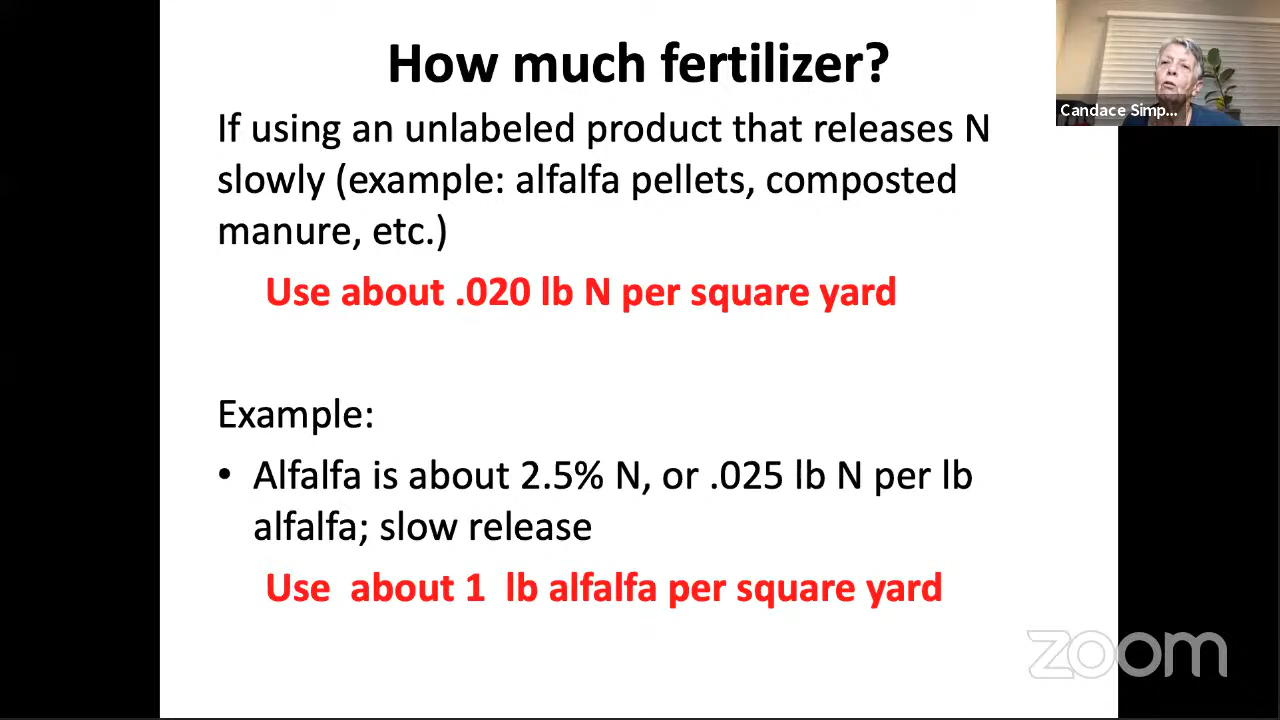 How much fertilizer?
If using an unlabeled product that releases N
slowly (example: alfalfa pellets, composted
manure, etc.)
Use about .020 lb N per square yard
Example:
• Alfalfa is about 2.5% N, or .025 lb N per lb
alfalfa; slow release
Use  about 1  lb alfalfa per square yard
Candace Simp...
zoom